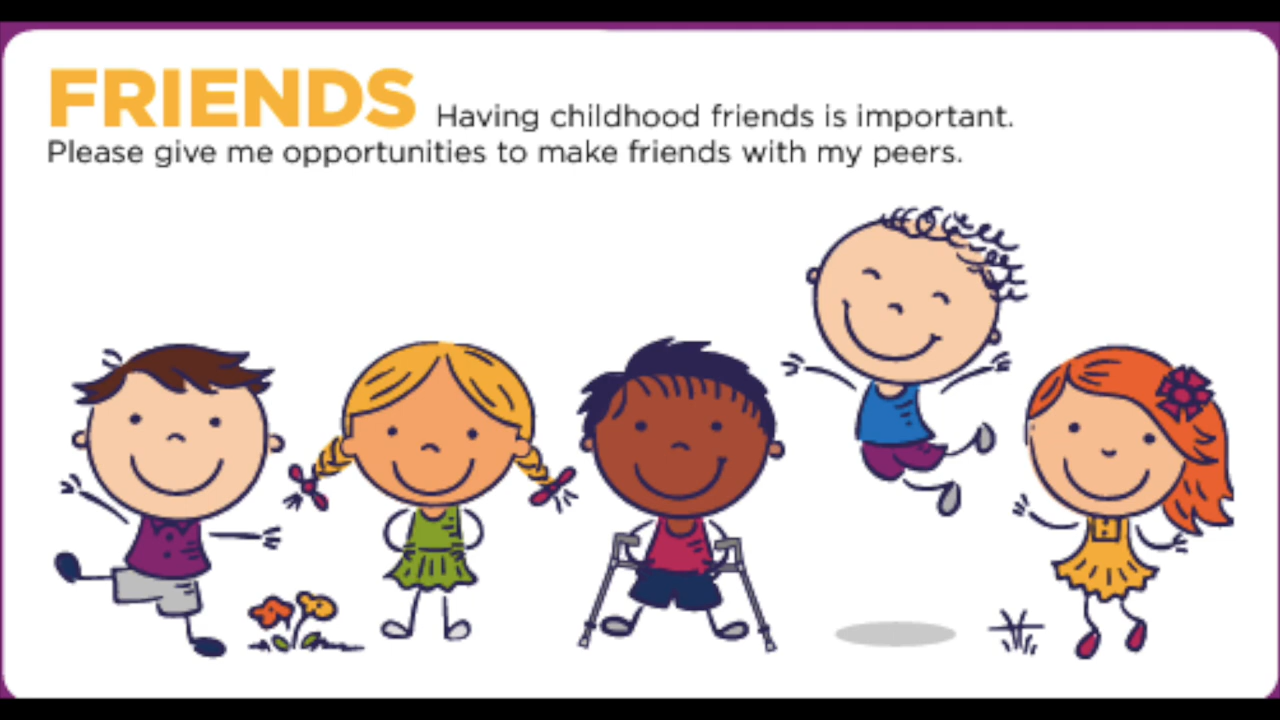 FRIENDS Having childhood friends is important.
Please give me opportunities to make friends with my peers.